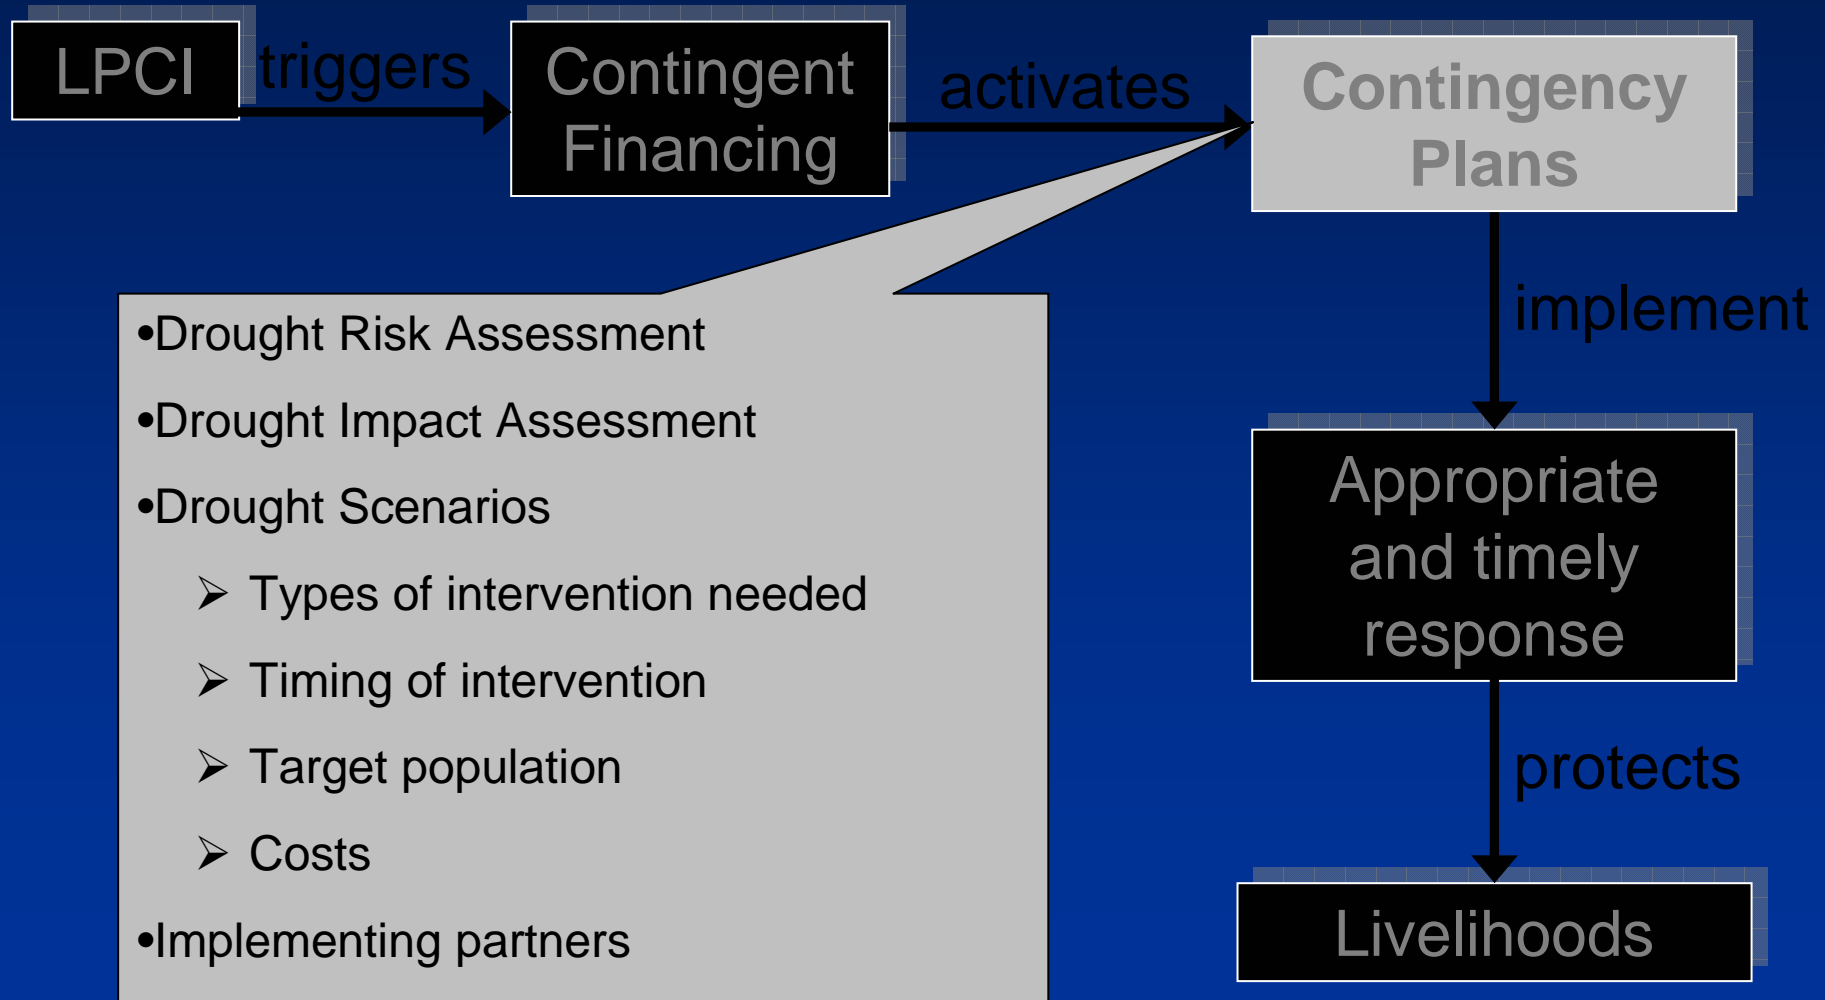 LPCI
triggers
Contingent
Financing
activates
Contingency
Plans
implement
•Drought Risk Assessment
•Drought Impact Assessment
•Drought Scenarios
➢ Types of intervention needed
➢ Timing of intervention
➢ Target population
➢ Costs
•Implementing partners
Appropriate
and timely
response
protects
Livelihoods